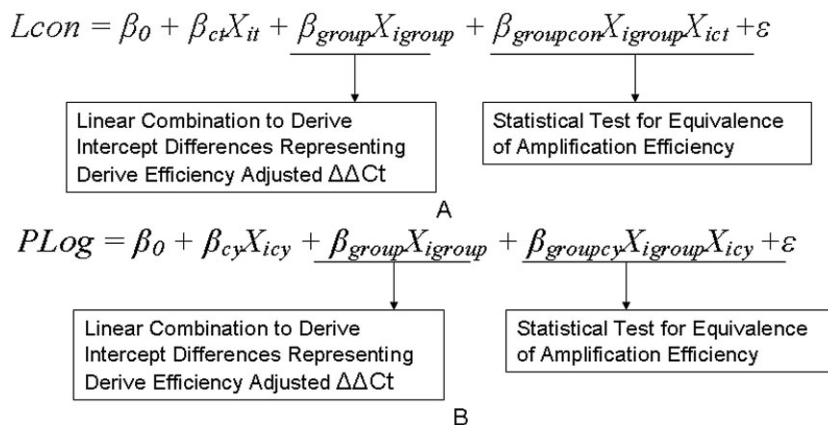 Lcon = β0 + βctXit + βgroupXigroup + βgroupconXigroupXict +ε
Linear Combination to Derive
Intercept Differences Representing
Derive Efficiency Adjusted ΔΔCt
Statistical Test for Equivalence
of Amplification Efficiency
A
PLog = β0 + βcyXicy + βgroupXigroup + βgroupcyXigroupXicy +ε
Linear Combination to Derive
Intercept Differences Representing
Derive Efficiency Adjusted ΔΔCt
Statistical Test for Equivalence
of Amplification Efficiency
B